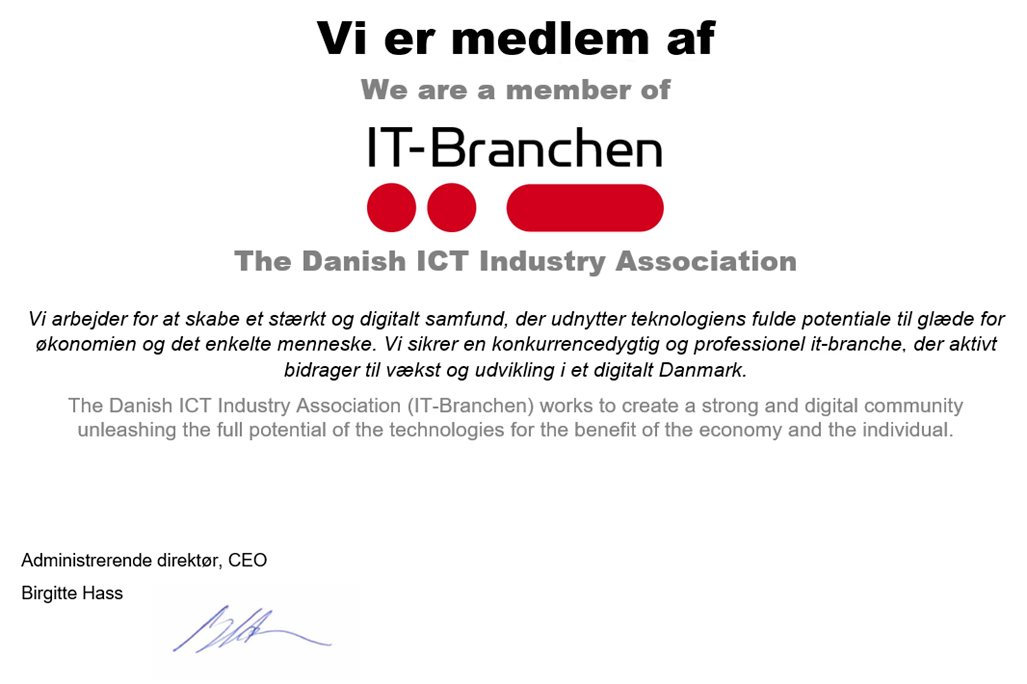 Vi er medlem af
We are a member of
IT-Branchen
The Danish ICT Industry Association
Vi arbejder for at skabe et stærkt og digitalt samfund, der udnytter teknologiens fulde potentiale til glæde for
økonomien og det enkelte menneske. Vi sikrer en konkurrencedygtig og professionel it-branche, der aktivt
bidrager til vækst og udvikling i et digitalt Danmark.
The Danish ICT Industry Association (IT-Branchen) works to create a strong and digital community
unleashing the full potential of the technologies for the benefit of the economy and the individual.
Administrerende direktør, CEO
Birgitte Hass